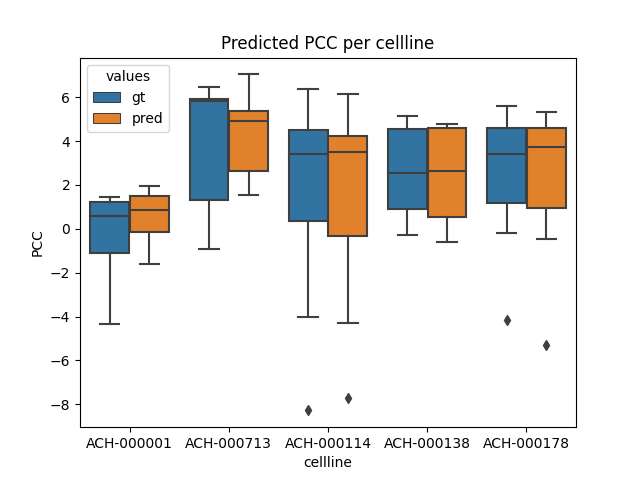 Predicted PCC per cellline
values
gt
pred
PCC
6
4
2
0
−2
−4
−6
−8
ACH-000001 ACH-000713 ACH-000114 ACH-000138 ACH-000178
cellline